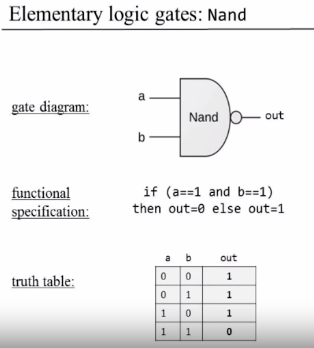 Elementary logic gates: Nand
gate diagram:
a
Nand
out
b
functional
specification:
if (a==1 and b==1)
then out=0 else out=1
truth table:
a b out
0 0 1
0 1 1
1 0 1
1 1 0